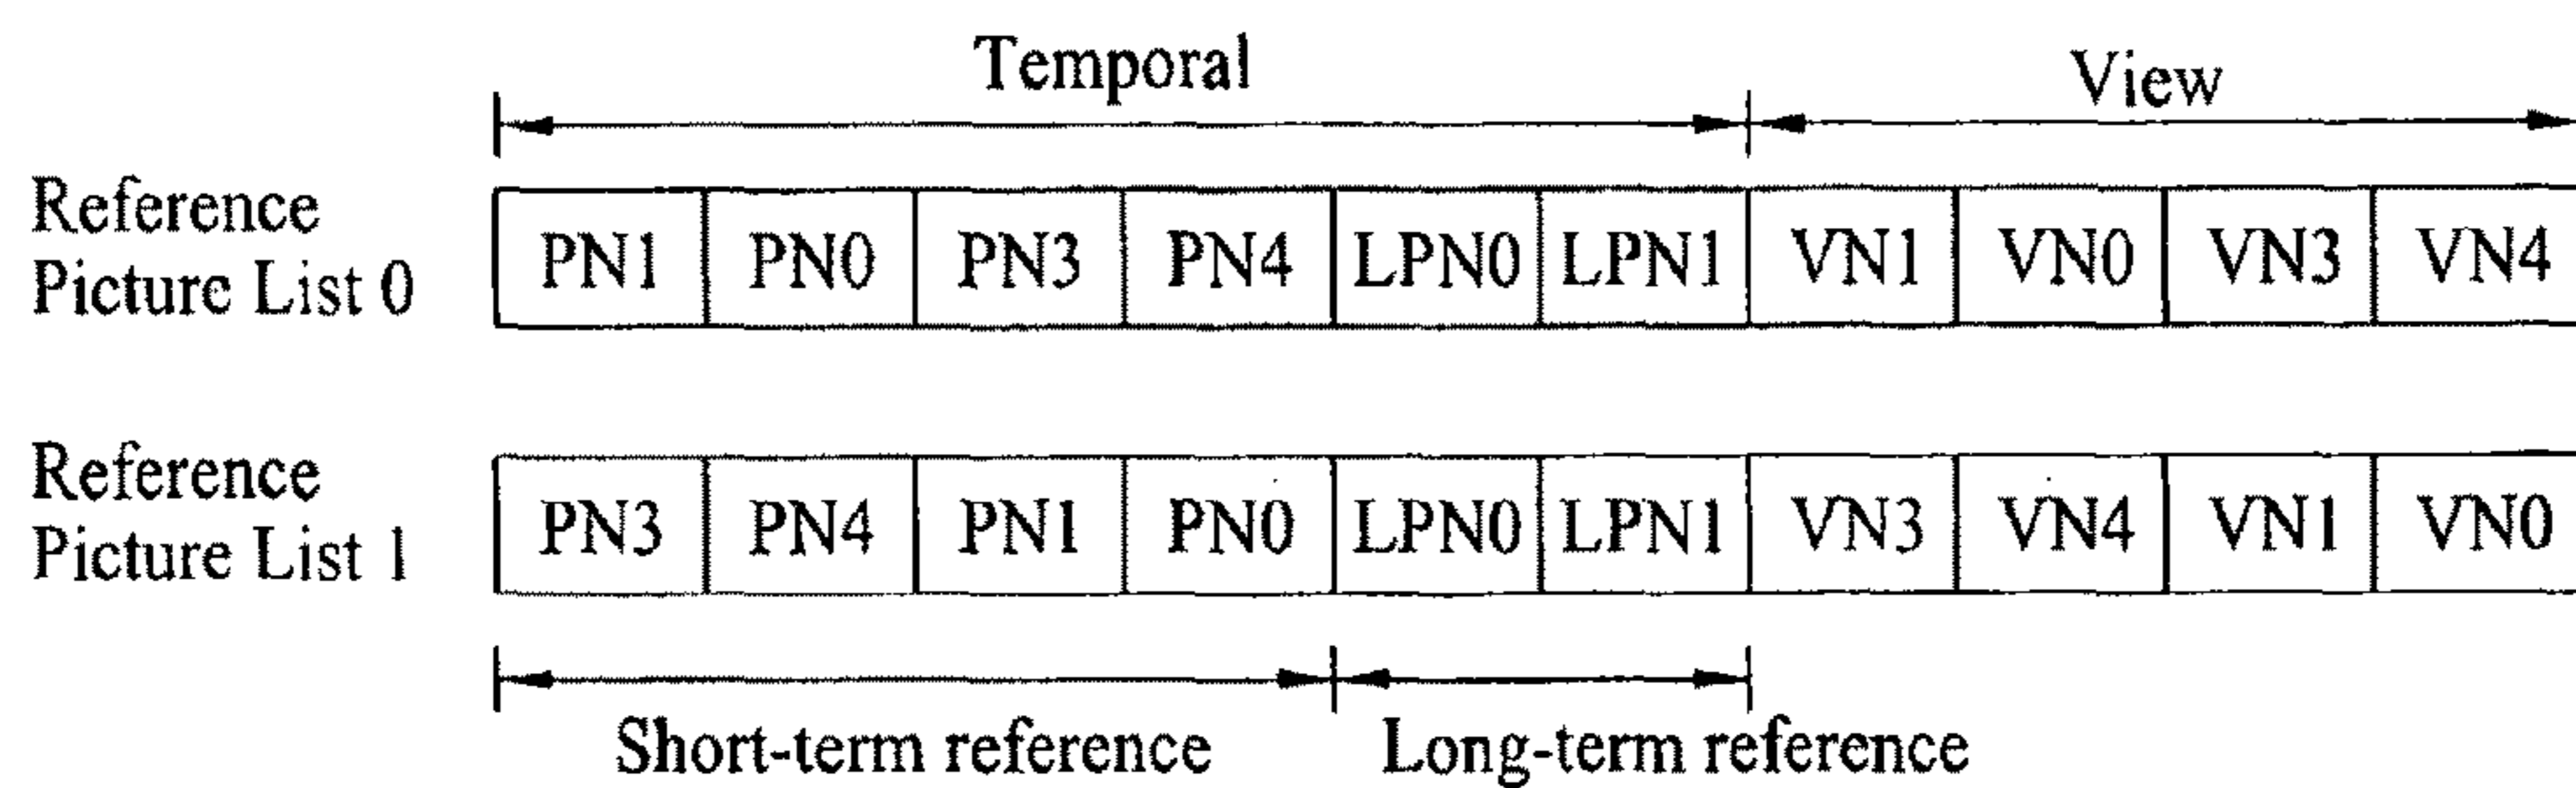 Temporal View
Reference
Picture List 0
PN1 PN0 PN3 PN4 LPN0 LPN1 VN1 VN0 VN3 VN4
Reference
Picture List 1
PN3 PN4 PN1 PN0 LPN0 LPN1 VN3 VN4 VN1 VN0
Short-term reference Long-term reference